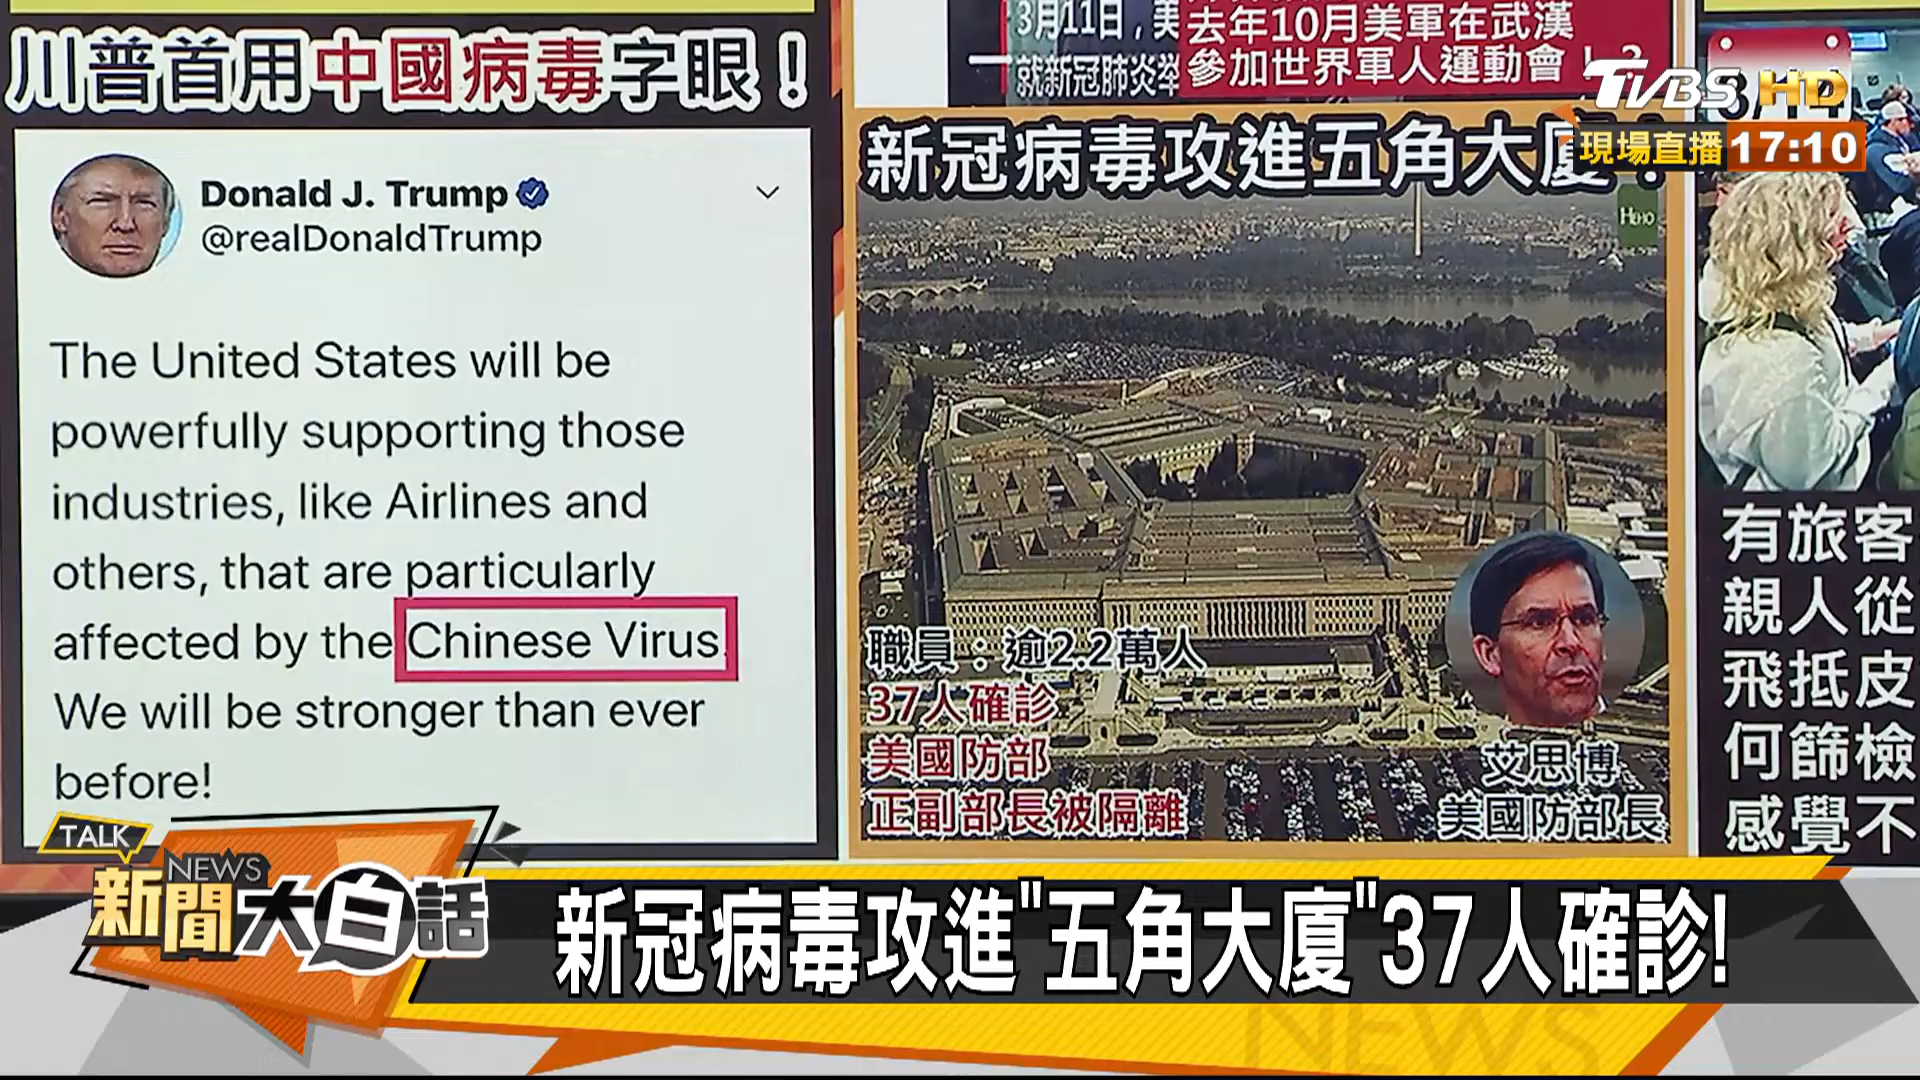 川普首用中國病毒字眼!
Donald J. Trump
@realDonaldTrump
The United States will be
powerfully supporting those
industries, like Airlines and
others, that are particularly
affected by the Chinese Virus.
We will be stronger than ever
before!
3月11日,美
就新冠肺炎举
去年10月美軍在武漢
參加世界軍人運動會!?
TVBS HD
現場直播 17:10
新冠病毒攻進五角大廈!
職員:逾2.2萬人
37人確診
美國防部
正副部長被隔離
艾思博
美國防部長
有旅客
親人從
飛抵皮
何篩檢
感覺不
TALK
NEWS
新聞大白話
新冠病毒攻進"五角大廈"37人確診!
NEWS